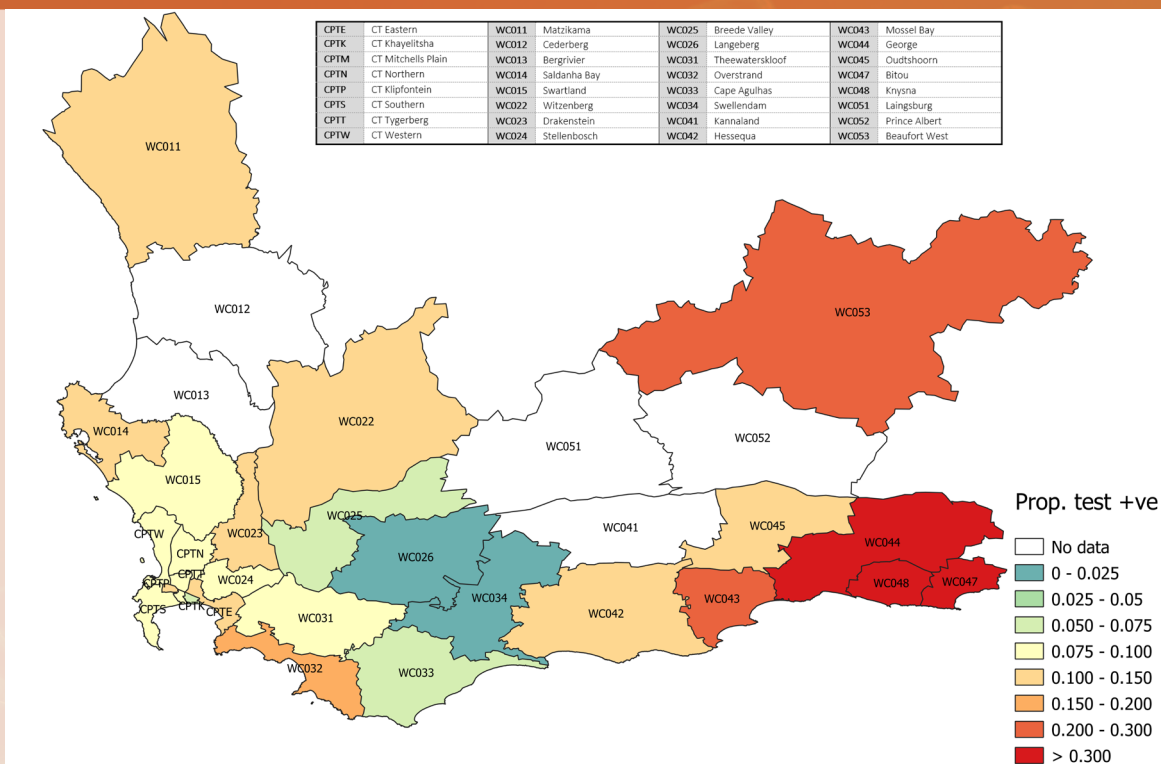 CPTE CT Eastern WC011 Matzikama WC025 Breede Valley WC043 Mossel Bay
CPTK CT Khayelitsha WC012 Cederberg WC026 Langeberg WC044 George
CPTM CT Mitchells Plain WC013 Bergrivier WC031 Theewaterskloof WC045 Oudtshoorn
CPTN CT Northern WC014 Saldanha Bay WC032 Overstrand WC047 Bitou
CPTP CT Klipfontein WC015 Swartland WC033 Cape Agulhas WC048 Knysna
CPTS CT Southern WC022 Witzenberg WC034 Swellendam WC051 Laingsburg
CPTT CT Tygerberg WC023 Drakenstein WC041 Kannaland WC052 Prince Albert
CPTW CT Western WC024 Stellenbosch WC042 Hessequa WC053 Beaufort West
WC011
WC012
WC053
WC013
WC022
WC014
WC052
WC051
WC015
WC025
WC045
WC041
CPTW
WC023
WC044
CPTN
WC026
WC024
WC048
WC047
WC034
WC043
CPTS
CPTK
CPTE
WC031
WC042
WC032
WC033
Prop. test +ve
No data
0 - 0.025
0.025 - 0.05
0.050 - 0.075
0.075 - 0.100
0.100 - 0.150
0.150 - 0.200
0.200 - 0.300
> 0.300